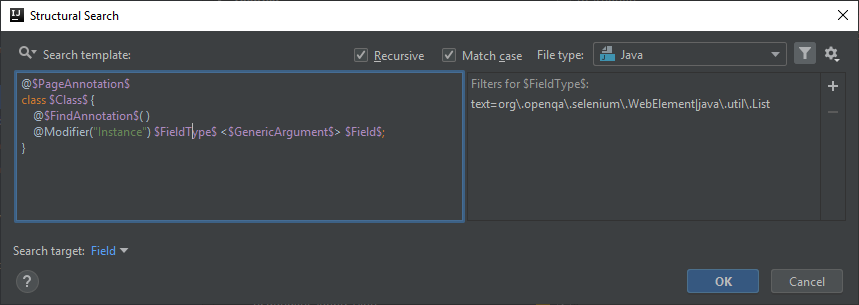 IJ Structural Search
Search template: Recursive Match case File type: Java
@$PageAnnotation$
class $Class$ {
@$FindAnnotation$( )
@Modifier("Instance") $FieldType$ <$GenericArgument$> $Field$;
}
Filters for $FieldType$:
text=org\.openqa\.selenium\.WebElement|java\.util\.List
Search target: Field
? OK Cancel